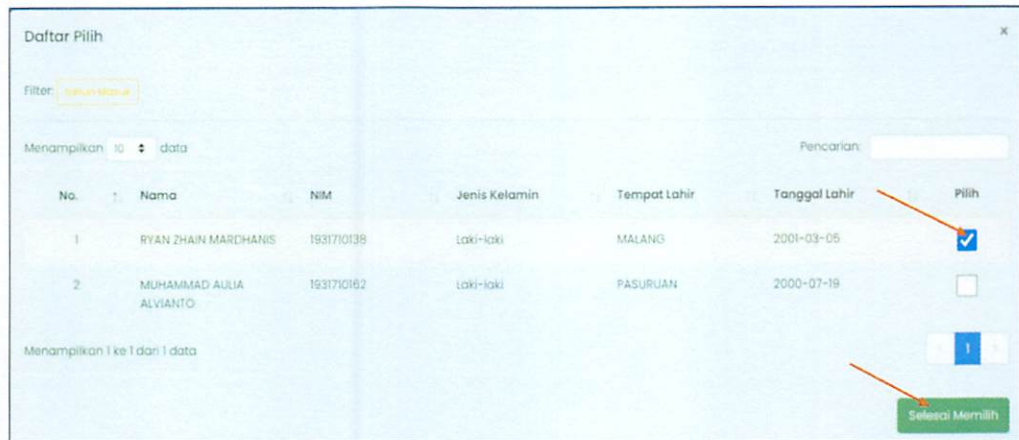 Daftar Pilih
×
Filter: Tahun Masuk
Menampilkan 10 data
Pencarian:
No. Nama NIM Jenis Kelamin Tempat Lahir Tanggal Lahir Pilih
1 RYAN ZHAIN MARDHANIS 1931710138 Laki-laki MALANG 2001-03-05
2 MUHAMMAD AULIA 1931710162 Laki-laki PASURUAN 2000-07-19
ALVIANTO
Menampilkan 1 ke 1 dari 1 data
1
Selesai Memilih